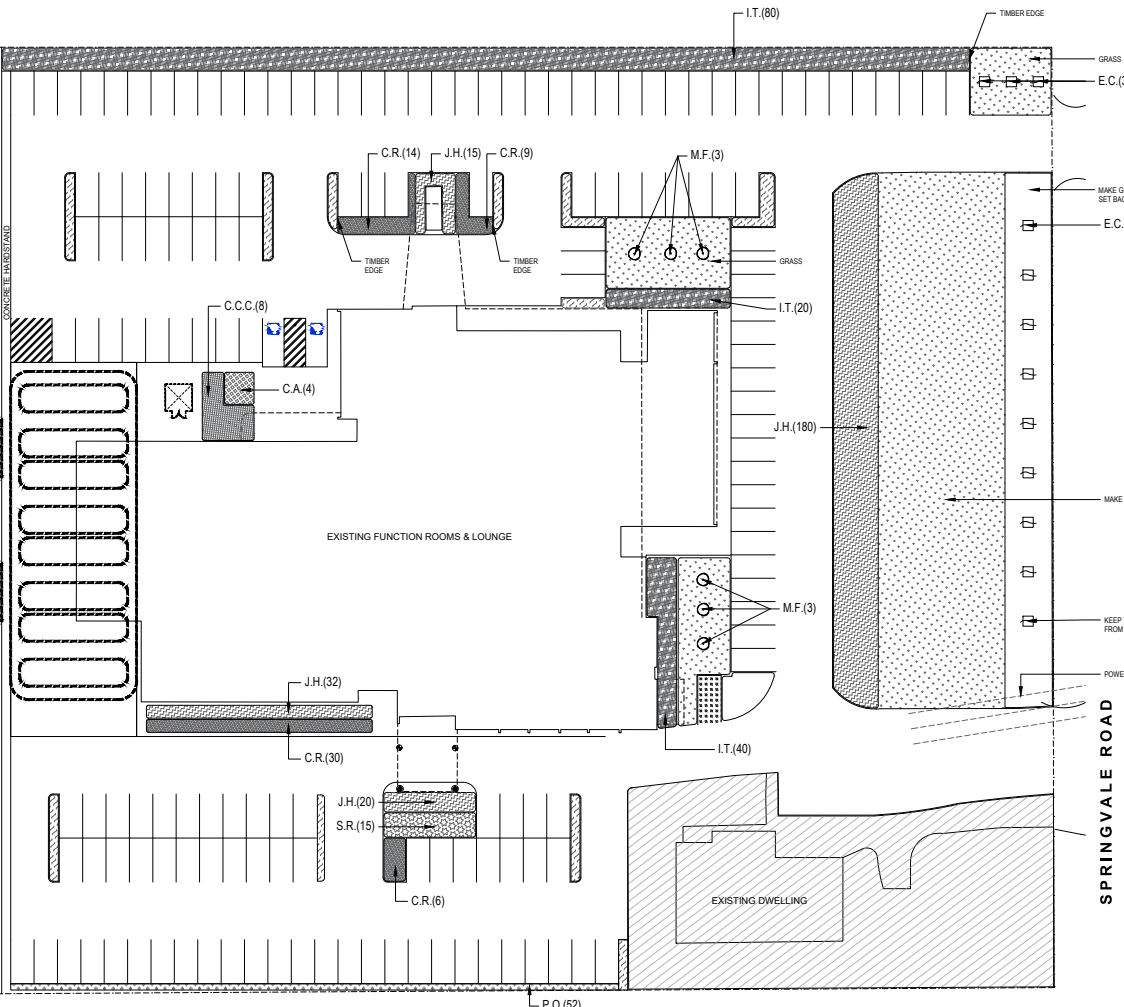 I.T.(80)
TIMBER EDGE
GRASS
E.C.(3
C.R.(14)
J.H.(15)
C.R.(9)
M.F.(3)
MAKE G
SET BAC
E.C.
CONCRETE HARDSTAND
TIMBER
EDGE
TIMBER
EDGE
GRASS
C.C.C.(8)
I.T.(20)
C.A.(4)
J.H.(180)
MAKE
EXISTING FUNCTION ROOMS & LOUNGE
M.F.(3)
KEEP
FROM
POWE
J.H.(32)
SPRINGVALE ROAD
I.T.(40)
C.R.(30)
J.H.(20)
S.R.(15)
C.R.(6)
EXISTING DWELLING
P.O.(52)